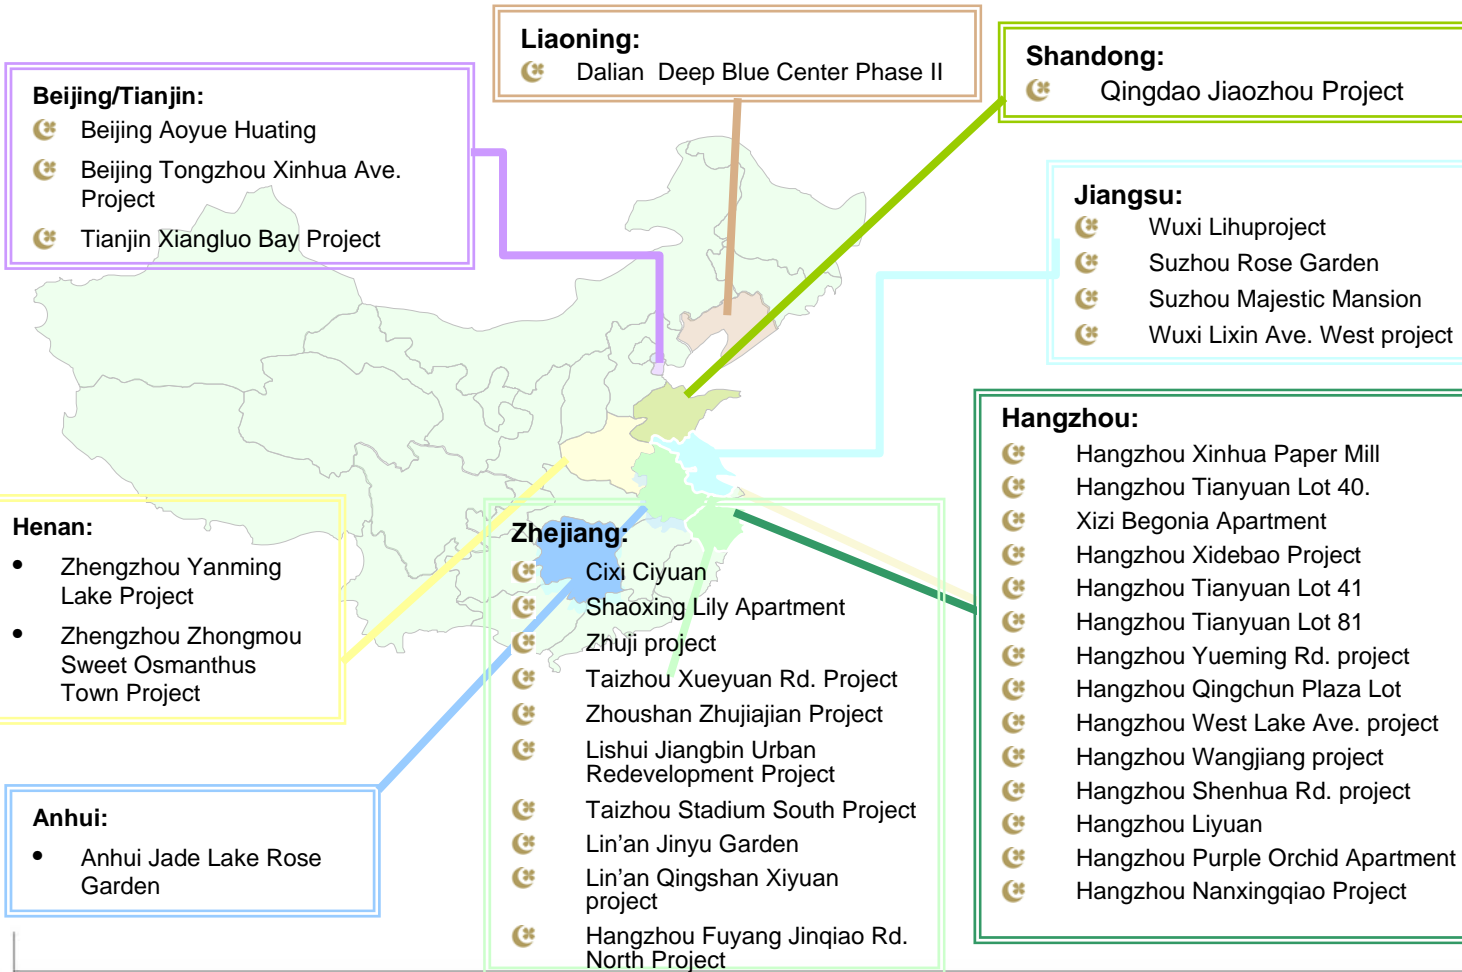 Liaoning:
Dalian Deep Blue Center Phase II
Shandong:
Qingdao Jiaozhou Project
Beijing/Tianjin:
Beijing Aoyue Huating
Beijing Tongzhou Xinhua Ave.
Project
Tianjin Xiangluo Bay Project
Jiangsu:
Wuxi Lihuproject
Suzhou Rose Garden
Suzhou Majestic Mansion
Wuxi Lixin Ave. West project
Hangzhou:
Hangzhou Xinhua Paper Mill
Hangzhou Tianyuan Lot 40.
Xizi Begonia Apartment
Hangzhou Xidebao Project
Hangzhou Tianyuan Lot 41
Hangzhou Tianyuan Lot 81
Hangzhou Yueming Rd. project
Hangzhou Qingchun Plaza Lot
Hangzhou West Lake Ave. project
Hangzhou Wangjiang project
Hangzhou Shenhua Rd. project
Hangzhou Liyuan
Hangzhou Purple Orchid Apartment
Hangzhou Nanxingqiao Project
Henan:
• Zhengzhou Yanming
Lake Project
• Zhengzhou Zhongmou
Sweet Osmanthus
Town Project
Zhejiang:
Cixi Ciyuan
Shaoxing Lily Apartment
Zhuji project
Taizhou Xueyuan Rd. Project
Zhoushan Zhujiajian Project
Lishui Jiangbin Urban
Redevelopment Project
Taizhou Stadium South Project
Lin’an Jinyu Garden
Lin’an Qingshan Xiyuan
project
Hangzhou Fuyang Jinqiao Rd.
North Project
Anhui:
• Anhui Jade Lake Rose
Garden